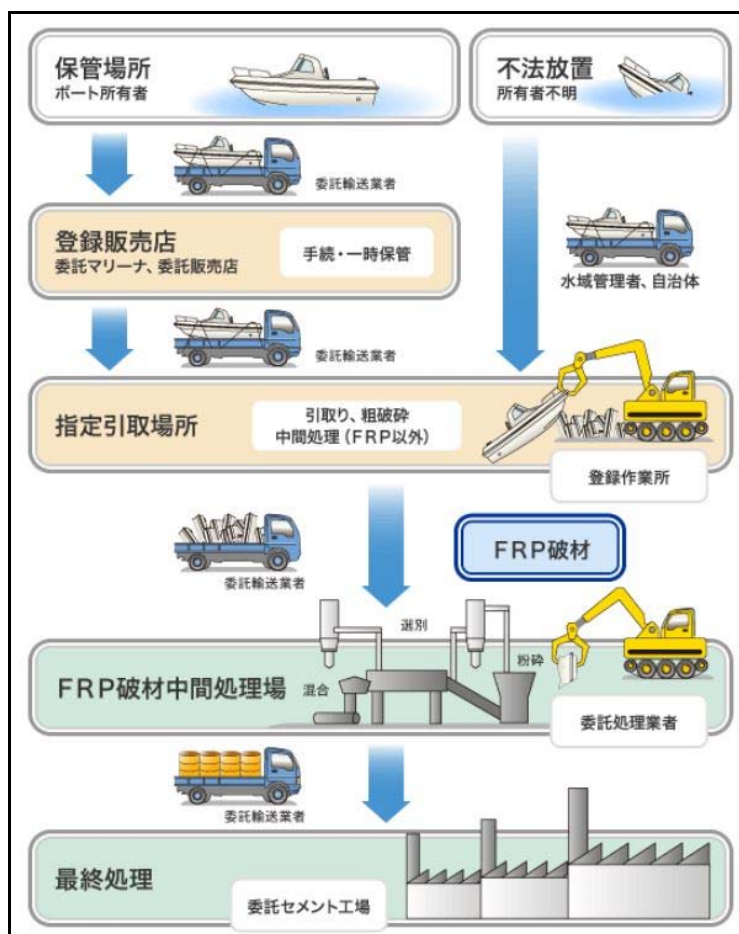 保管場所
ボート所有者
不法放置
所有者不明
委託輸送業者
登録販売店
委託マリーナ、委託販売店
手続・一時保管
水域管理者、自治体
委託輸送業者
指定引取場所
引取り、粗破砕
中間処理（FRP以外）
登録作業所
FRP破材
委託輸送業者
選別
粉砕
混合
FRP破材中間処理場
委託処理業者
委託輸送業者
最終処理
委託セメント工場